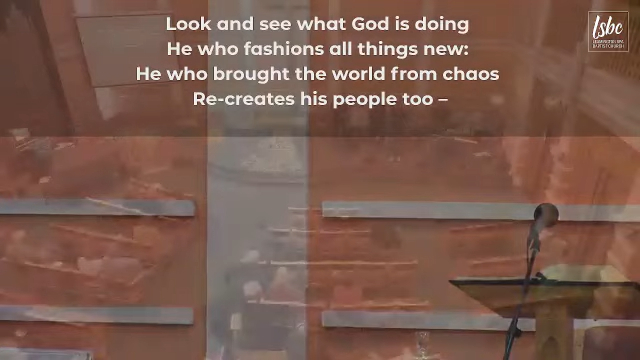 Look and see what God is doing
He who fashions all things new:
He who brought the world from chaos
Re-creates his people too –
lsbc